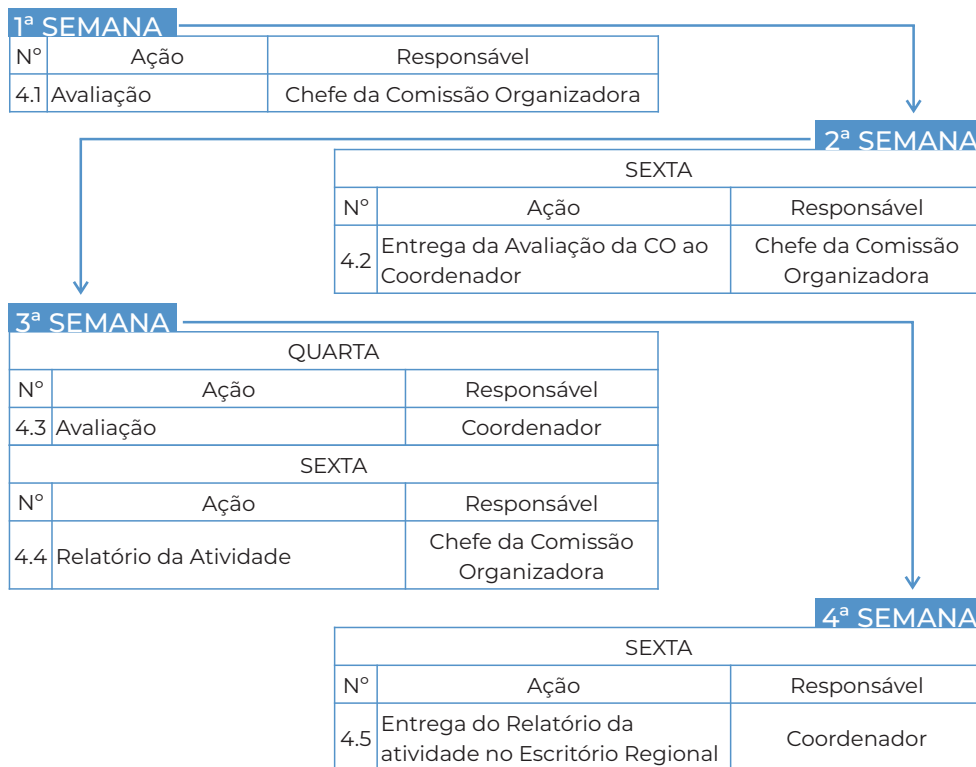 1ª SEMANA
Nº Ação Responsável
4.1 Avaliação Chefe da Comissão Organizadora
2ª SEMANA
SEXTA
Nº Ação Responsável
4.2 Entrega da Avaliação da CO ao Coordenador Chefe da Comissão Organizadora
3ª SEMANA
QUARTA
Nº Ação Responsável
4.3 Avaliação Coordenador
SEXTA
Nº Ação Responsável
4.4 Relatório da Atividade Chefe da Comissão Organizadora
4ª SEMANA
SEXTA
Nº Ação Responsável
4.5 Entrega do Relatório da atividade no Escritório Regional Coordenador